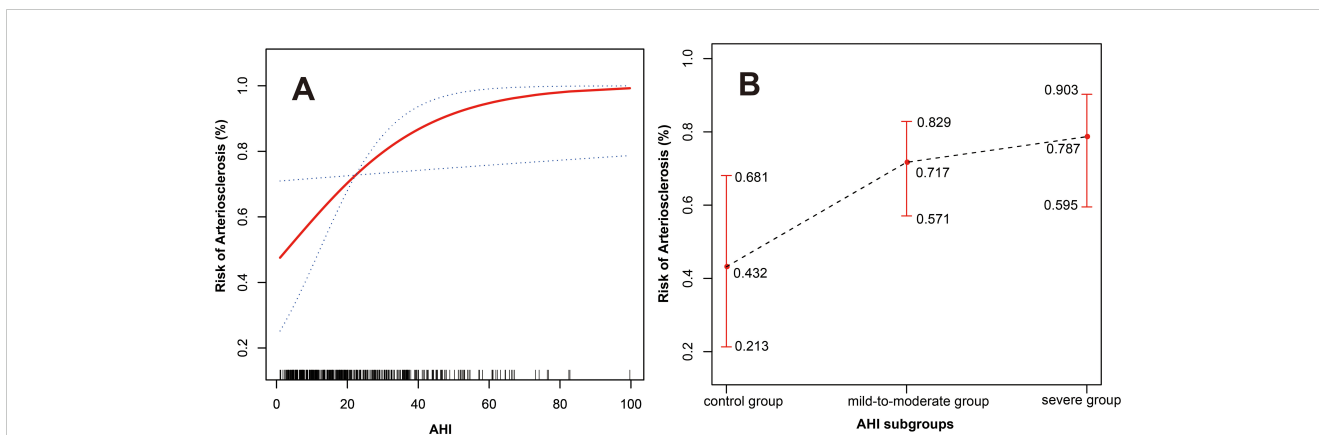 A
Risk of Arteriosclerosis (%)
1.0
0.8
0.6
0.4
0.2
0 20 40 60 80 100
AHI
B
Risk of Arteriosclerosis (%)
1.0
0.8
0.6
0.4
0.2
0.681
0.432
0.213
0.829
0.717
0.571
0.903
0.787
0.595
control group mild-to-moderate group severe group
AHI subgroups